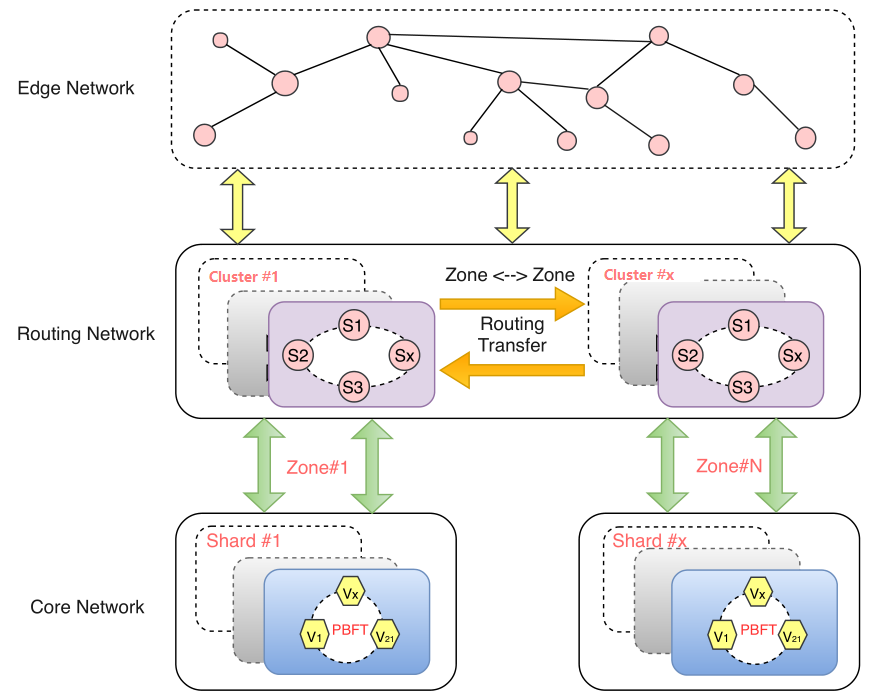 Edge Network
Cluster #1
Zone <--> Zone
Cluster #x
Routing Network
Routing
Transfer
S1
S2
Sx
S3
S1
S2
Sx
S3
Zone#1
Zone#N
Core Network
Shard #1
Vx
V1
PBFT
V21
Shard #x
Vx
V1
PBFT
V21